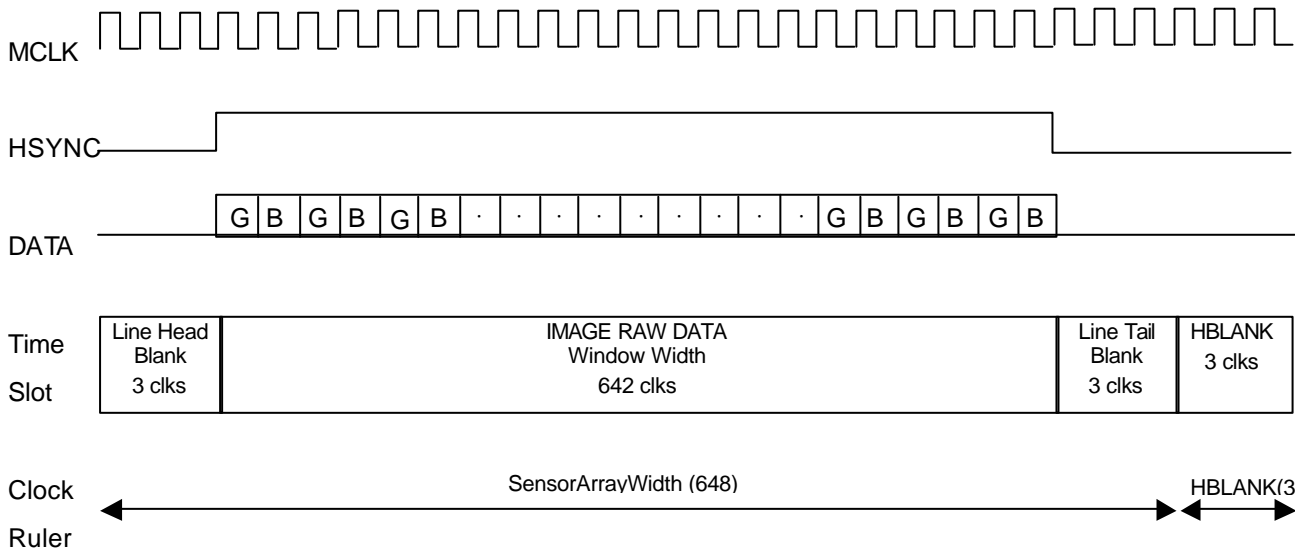 MCLK
HSYNC
G B G B G B . . . . . . . . . G B G B G B
DATA
Time
Slot
Line Head
Blank
3 clks
IMAGE RAW DATA
Window Width
642 clks
Line Tail
Blank
3 clks
HBLANK
3 clks
Clock
Ruler
SensorArrayWidth (648)
HBLANK(3